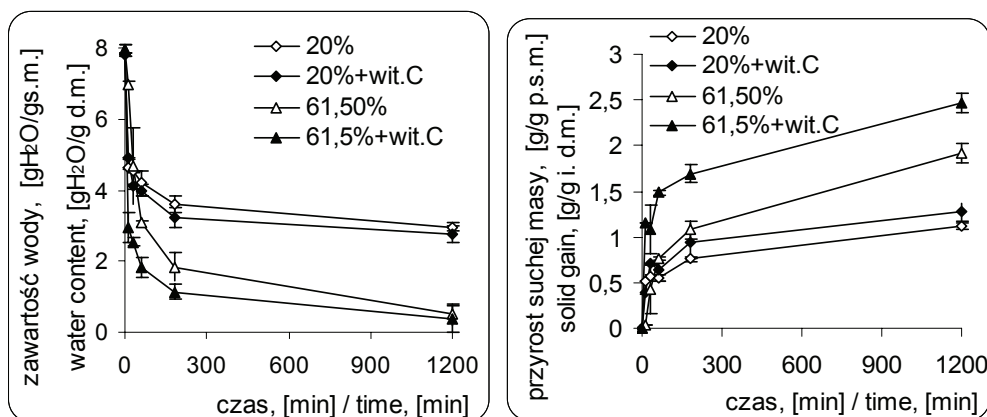 zawartość wody, [gH2O/gs.m.]
water content, [gH2O/g d.m.]
8
6
4
2
0
20%
20%+wit.C
61,50%
61,5%+wit.C
0 300 600 900 1200
czas, [min] / time, [min]
przyrost suchej masy, [g/g p.s.m.]
solid gain, [g/g i. d.m.]
3
2,5
2
1,5
1
0,5
0
20%
20%+wit.C
61,50%
61,5%+wit.C
0 300 600 900 1200
czas, [min] / time, [min]